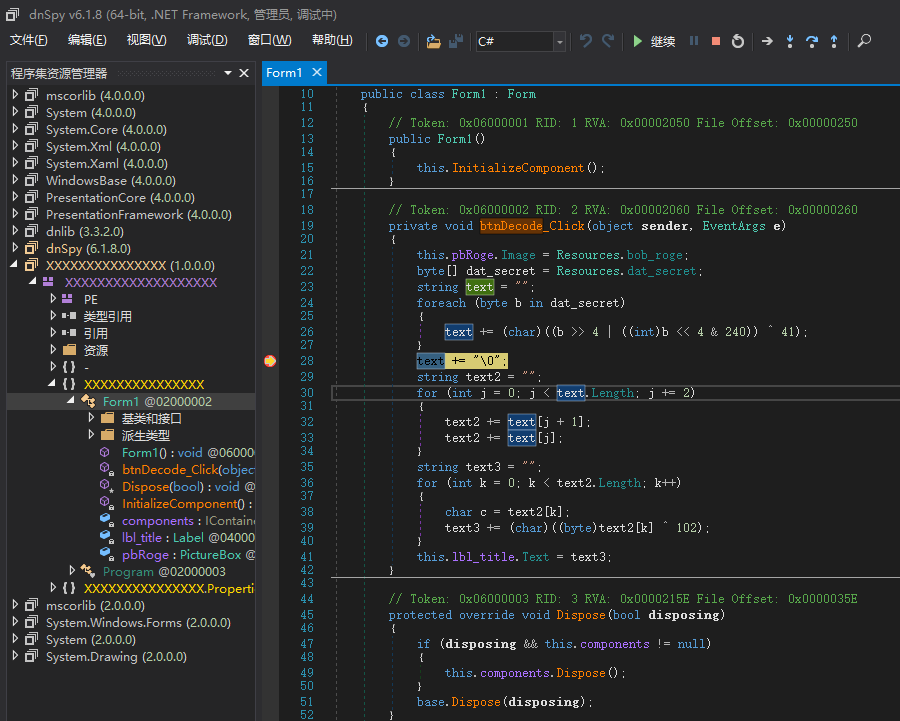 dnSpy v6.1.8 (64-bit, .NET Framework, 管理员, 调试中)
文件(F) 编辑(E) 视图(V) 调试(D) 窗口(W) 帮助(H) C# 继续
程序集资源管理器
mscorlib (4.0.0.0)
System (4.0.0.0)
System.Core (4.0.0.0)
System.Xml (4.0.0.0)
System.Xaml (4.0.0.0)
WindowsBase (4.0.0.0)
PresentationCore (4.0.0.0)
PresentationFramework (4.0.0.0)
dnlib (3.3.2.0)
dnSpy (6.1.8.0)
XXXXXXXXXXXXXXX (1.0.0.0)
XXXXXXXXXXXXXXXXXXX
PE
类型引用
引用
资源
{ } -
{ } XXXXXXXXXXXXXXX
Form1 @02000002
基类和接口
派生类型
Form1() : void @0600
btnDecode_Click(objec
Dispose(bool) : void @
InitializeComponent() :
components : IContain
lbl_title : Label @04000
pbRoge : PictureBox @
Program @02000003
{ } XXXXXXXXXXXXXXX.Properti
mscorlib (2.0.0.0)
System.Windows.Forms (2.0.0.0)
System (2.0.0.0)
System.Drawing (2.0.0.0)
Form1
10 public class Form1 : Form
11 {
12 // Token: 0x06000001 RID: 1 RVA: 0x00002050 File Offset: 0x00000250
13 public Form1()
14 {
15 this.InitializeComponent();
16 }
17
18 // Token: 0x06000002 RID: 2 RVA: 0x00002060 File Offset: 0x00000260
19 private void btnDecode_Click(object sender, EventArgs e)
20 {
21 this.pbRoge.Image = Resources.bob_roge;
22 byte[] dat_secret = Resources.dat_secret;
23 string text = "";
24 foreach (byte b in dat_secret)
25 {
26 text += (char)((b >> 4 | ((int)b << 4 & 240)) ^ 41);
27 }
28 text += "\0";
29 string text2 = "";
30 for (int j = 0; j < text.Length; j += 2)
31 {
32 text2 += text[j + 1];
33 text2 += text[j];
34 }
35 string text3 = "";
36 for (int k = 0; k < text2.Length; k++)
37 {
38 char c = text2[k];
39 text3 += (char)((byte)text2[k] ^ 102);
40 }
41 this.lbl_title.Text = text3;
42 }
43
44 // Token: 0x06000003 RID: 3 RVA: 0x0000215E File Offset: 0x0000035E
45 protected override void Dispose(bool disposing)
46 {
47 if (disposing && this.components != null)
48 {
49 this.components.Dispose();
50 }
51 base.Dispose(disposing);
52 }